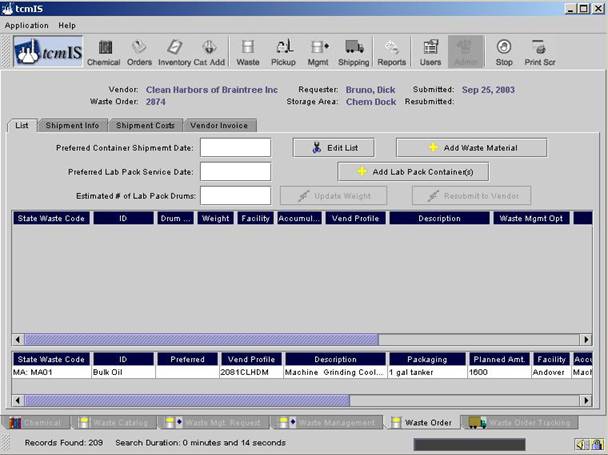 tcmIS
Application Help
tcmIS Chemical Orders Inventory Cat Add Waste Pickup Mgmt Shipping Reports Users Admin Stop Print Scr
Vendor: Clean Harbors of Braintree Inc Requester: Bruno, Dick Submitted: Sep 25, 2003
Waste Order: 2874 Storage Area: Chem Dock Resubmitted:
List Shipment Info Shipment Costs Vendor Invoice
Preferred Container Shipment Date: Edit List Add Waste Material
Preferred Lab Pack Service Date: Add Lab Pack Container(s)
Estimated # of Lab Pack Drums: Update Weight Resubmit to Vendor
State Waste Code ID Drum ... Weight Facility Accumul... Vend Profile Description Waste Mgmt Opt
State Waste Code ID Preferred Vend Profile Description Packaging Planned Amt. Facility Accu
MA: MA01 Bulk Oil 2081CLHDM Machine Grinding Cool... 1 gal tanker 1600 Andover Mach
Chemical Waste Catalog Waste Mgt. Request Waste Management Waste Order Waste Order Tracking
Records Found: 209 Search Duration: 0 minutes and 14 seconds